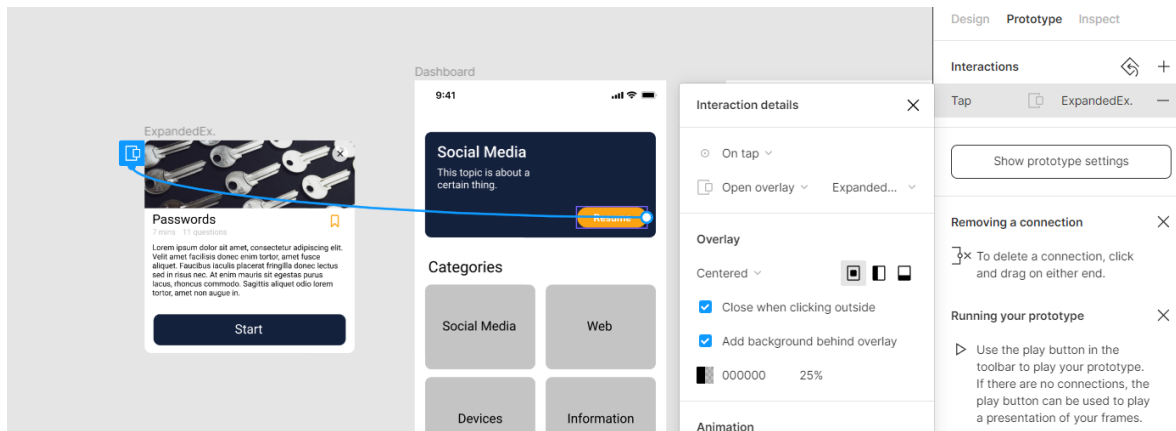 Design Prototype Inspect
Interactions
Tap ExpandedEx.
Show prototype settings
Removing a connection
To delete a connection, click
and drag on either end.
Running your prototype
Use the play button in the
toolbar to play your prototype.
If there are no connections, the
play button can be used to play
a presentation of your frames.
Interaction details
On tap
Open overlay Expanded...
Overlay
Centered
Close when clicking outside
Add background behind overlay
000000 25%
Animation
Dashboard
9:41
Social Media
This topic is about a
certain thing.
Resume
Categories
Social Media
Web
Devices
Information
ExpandedEx.
Passwords
7 mins 11 questions
Lorem ipsum dolor sit amet, consectetur adipiscing elit.
Velit amet facilisis donec enim tortor, amet fusce
aliquet. Faucibus iaculis placerat fringilla donec lectus
sed in risus nec. At enim mauris sit egestas purus
lacus, rhoncus commodo. Sagittis aliquet odio lorem
tortor, amet non augue in.
Start